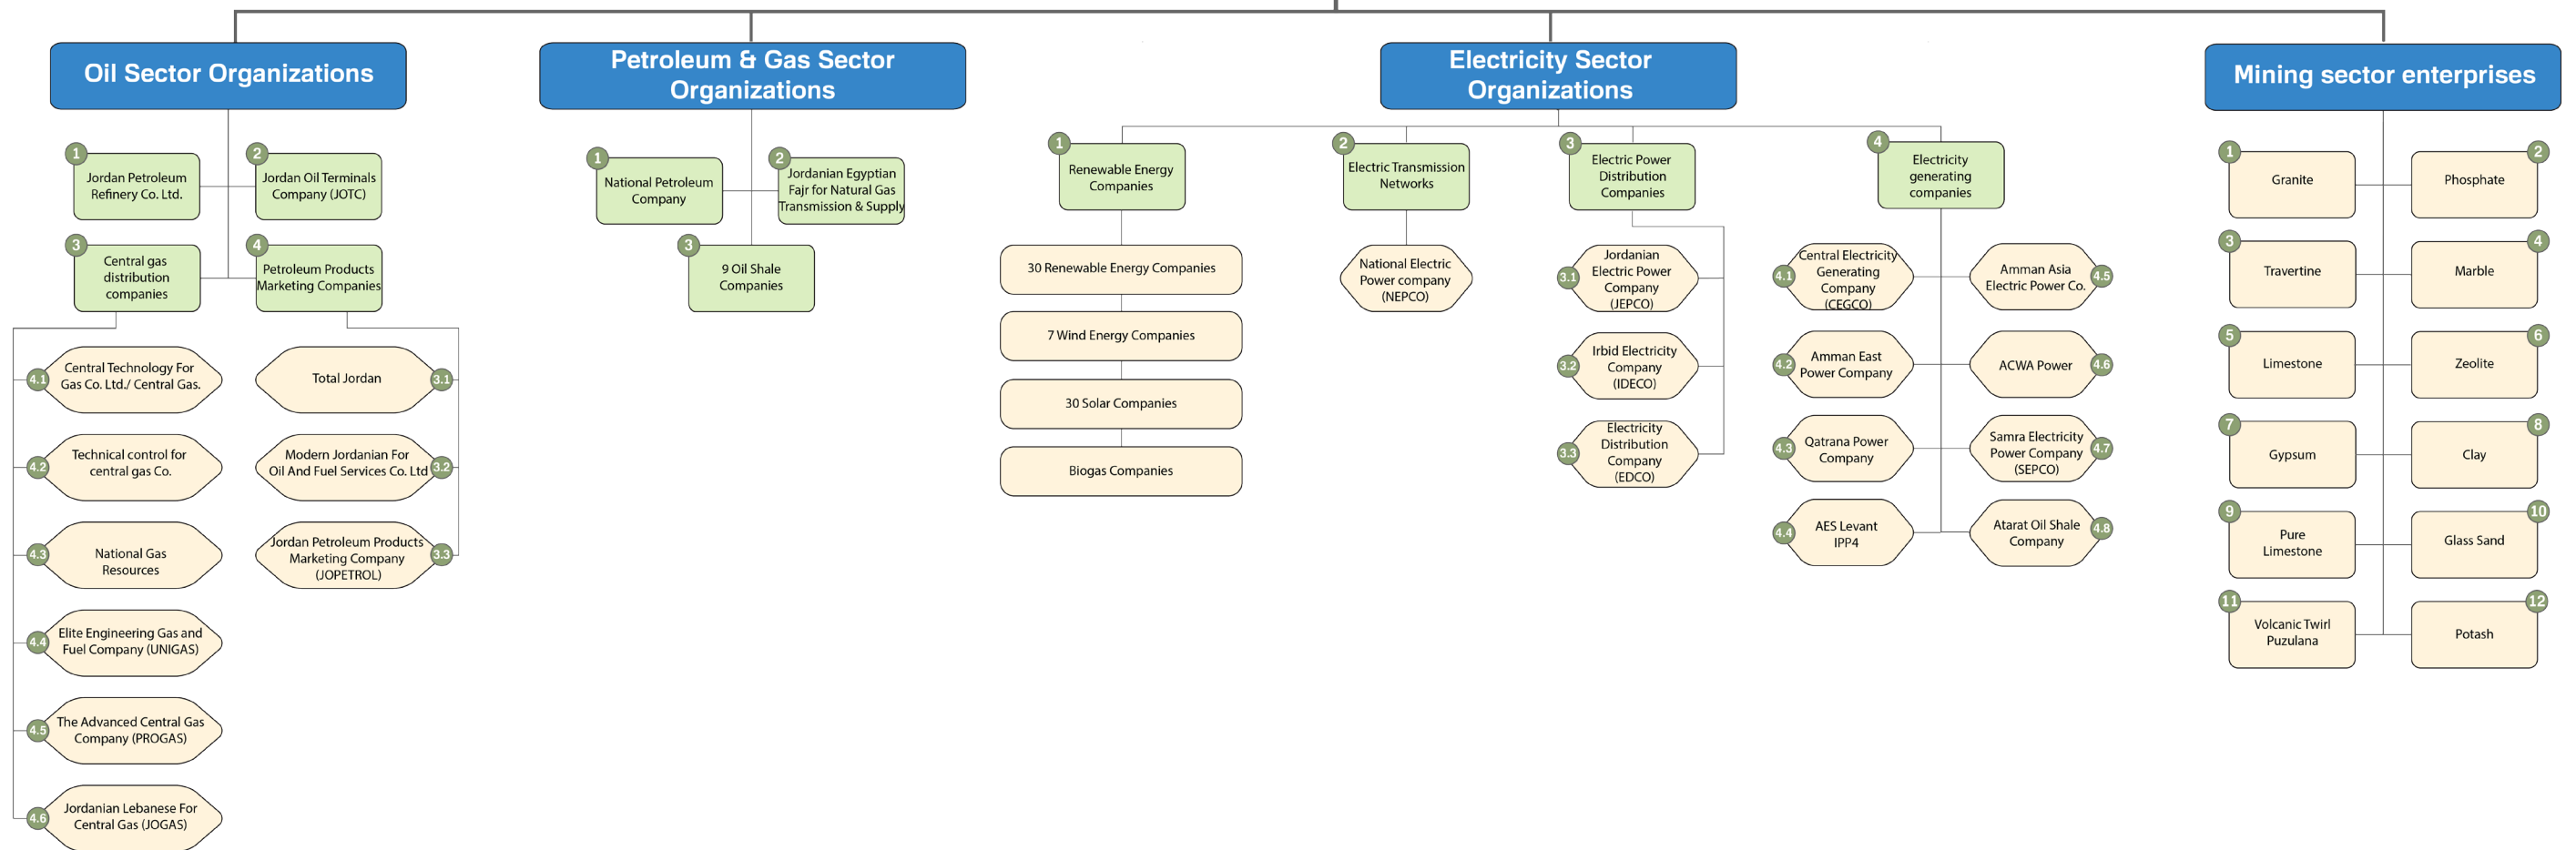 Oil Sector Organizations
1
Jordan Petroleum
Refinery Co. Ltd.
2
Jordan Oil Terminals
Company (JOTC)
3
Central gas
distribution
companies
4
Petroleum Products
Marketing Companies
4.1
Central Technology For
Gas Co. Ltd./ Central Gas.
4.2
Technical control for
central gas Co.
4.3
National Gas
Resources
4.4
Elite Engineering Gas and
Fuel Company (UNIGAS)
4.5
The Advanced Central Gas
Company (PROGAS)
4.6
Jordanian Lebanese For
Central Gas (JOGAS)
Total Jordan
3.1
Modern Jordanian For
Oil And Fuel Services Co. Ltd
3.2
Jordan Petroleum Products
Marketing Company
(JOPETROL)
3.3
Petroleum & Gas Sector
Organizations
1
National Petroleum
Company
2
Jordanian Egyptian
Fajr for Natural Gas
Transmission & Supply
3
9 Oil Shale
Companies
Electricity Sector
Organizations
1
Renewable Energy
Companies
30 Renewable Energy Companies
7 Wind Energy Companies
30 Solar Companies
Biogas Companies
2
Electric Transmission
Networks
National Electric
Power company
(NEPCO)
3
Electric Power
Distribution
Companies
3.1
Jordanian
Electric Power
Company
(JEPCO)
3.2
Irbid Electricity
Company
(IDECO)
3.3
Electricity
Distribution
Company
(EDCO)
4
Electricity
generating
companies
4.1
Central Electricity
Generating
Company
(CEGCO)
4.2
Amman East
Power Company
4.3
Qatrana Power
Company
4.4
AES Levant
IPP4
Amman Asia
Electric Power Co.
4.5
ACWA Power
4.6
Samra Electricity
Power Company
(SEPCO)
4.7
Atarat Oil Shale
Company
4.8
Mining sector enterprises
1
Granite
2
Phosphate
3
Travertine
4
Marble
5
Limestone
6
Zeolite
7
Gypsum
8
Clay
9
Pure
Limestone
10
Glass Sand
11
Volcanic Twirl
Puzulana
12
Potash